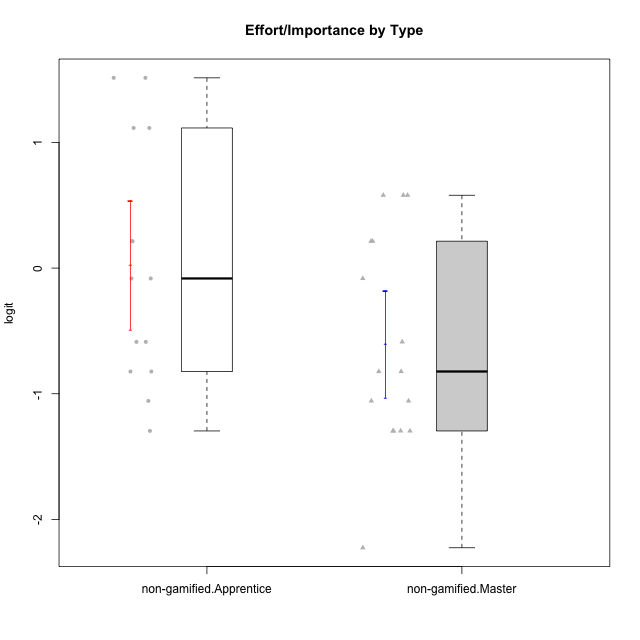 Effort/Importance by Type
logit
1
0
-1
-2
non-gamified.Apprentice
non-gamified.Master